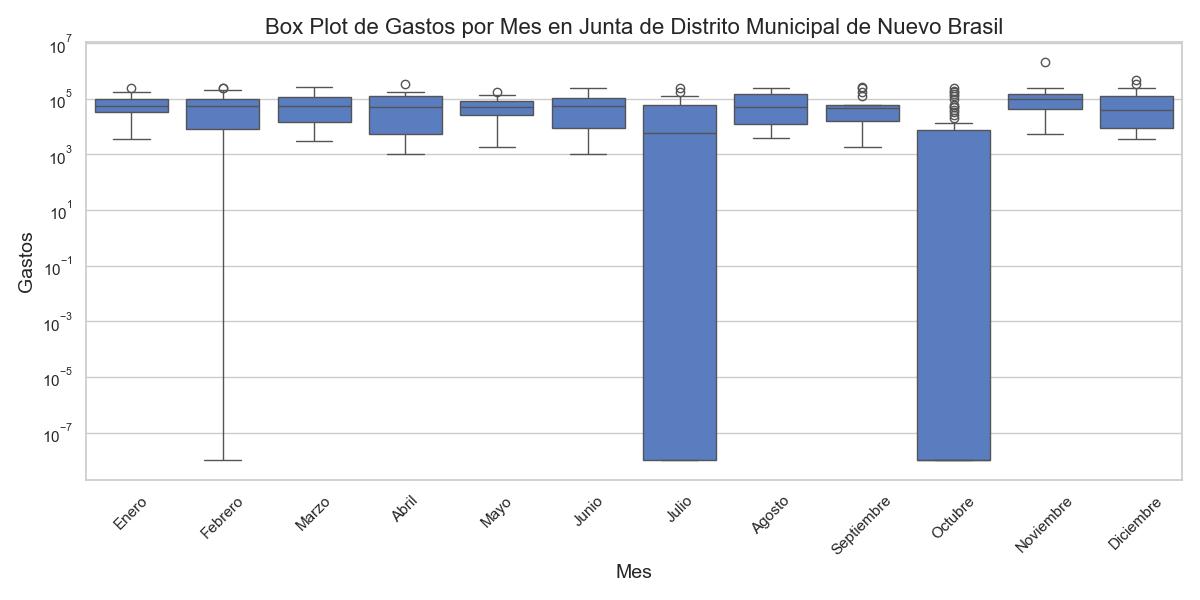 Box Plot de Gastos por Mes en Junta de Distrito Municipal de Nuevo Brasil
Gastos
10^7
10^5
10^3
10^1
10^−1
10^−3
10^−5
10^−7
Enero
Febrero
Marzo
Abril
Mayo
Junio
Julio
Agosto
Septiembre
Octubre
Noviembre
Diciembre
Mes